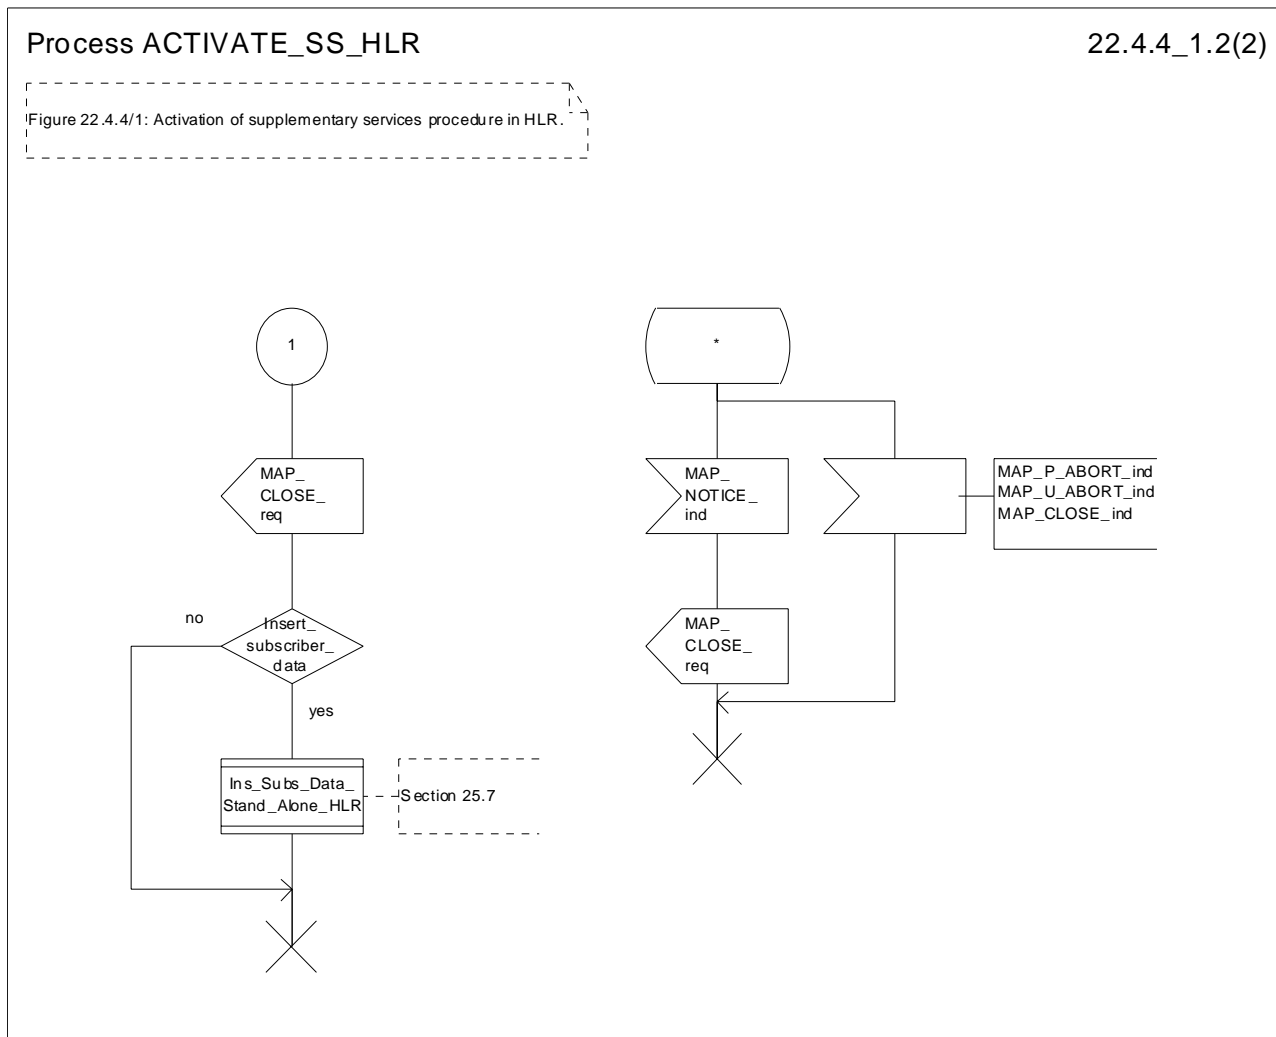 Process ACTIVATE_SS_HLR
22.4.4_1.2(2)
Figure 22.4.4/1: Activation of supplementary services procedure in HLR.
1
MAP_
CLOSE_
req
no
Insert_
subscriber_
data
yes
Ins_Subs_Data_
Stand_Alone_HLR
Section 25.7
*
MAP_
NOTICE_
ind
MAP_P_ABORT_ind
MAP_U_ABORT_ind
MAP_CLOSE_ind
MAP_
CLOSE_
req